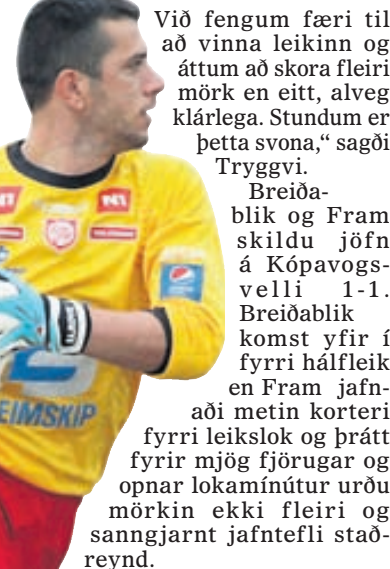 Við fengum færi til
að vinna leikinn og
áttum að skora fleiri
mörk en eitt, alveg
klárlega. Stundum er
þetta svona,“ sagði
Tryggvi.
Breiða-
blik og Fram
skildu jöfn
á Kópavogs-
velli 1-1.
Breiðablik
komst yfir í
fyrri hálfleik
en Fram jafn-
aði metin korteri
fyrri leikslok og þrátt
fyrir mjög fjörugar og
opnar lokamínútur urðu
mörkin ekki fleiri og
sanngjarnt jafntefli stað-
reynd.
N1
EIMSKIP